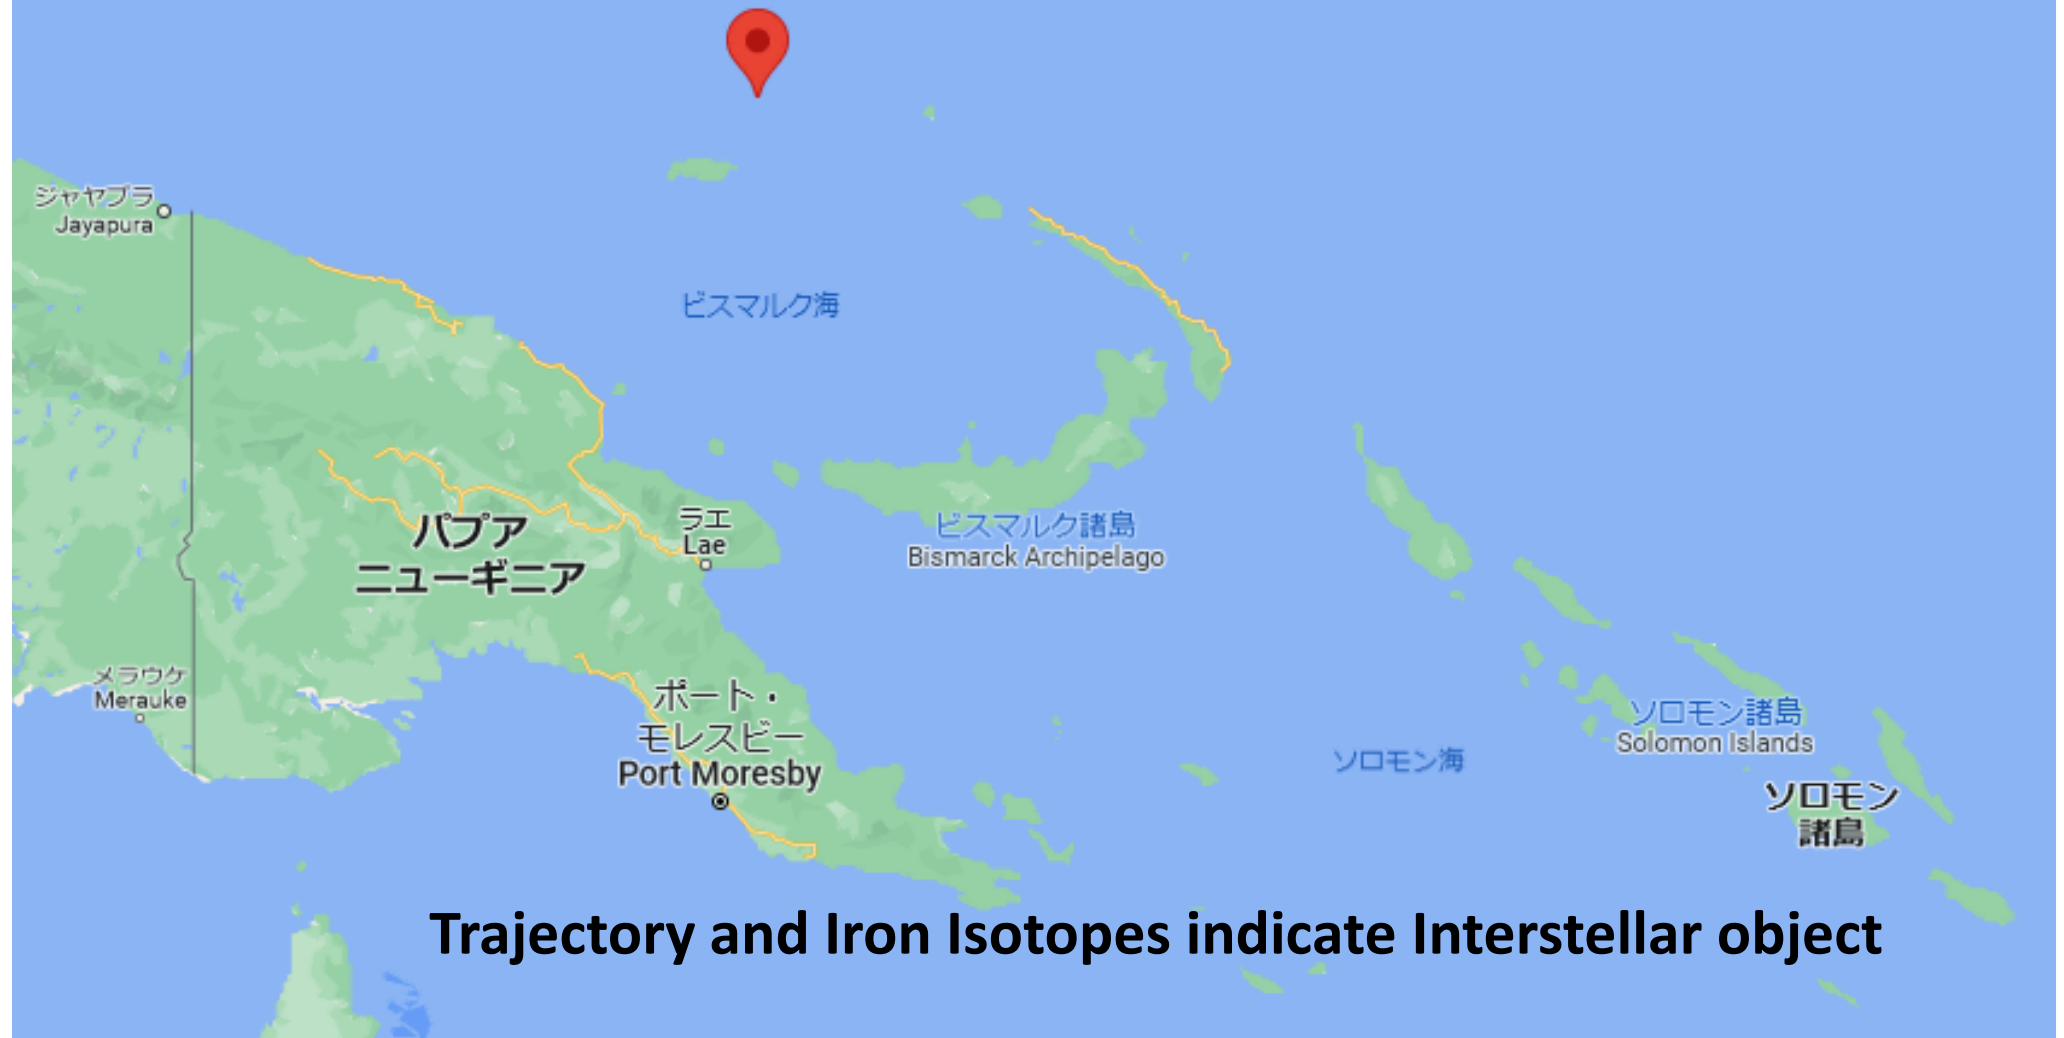 ジャヤプラ
Jayapura
ビスマルク海
パプア
ニューギニア
ラエ
Lae
ビスマルク諸島
Bismarck Archipelago
メラウケ
Merauke
ポート・
モレスビー
Port Moresby
ソロモン海
ソロモン諸島
Solomon Islands
ソロモン
諸島
Trajectory and Iron Isotopes indicate Interstellar object